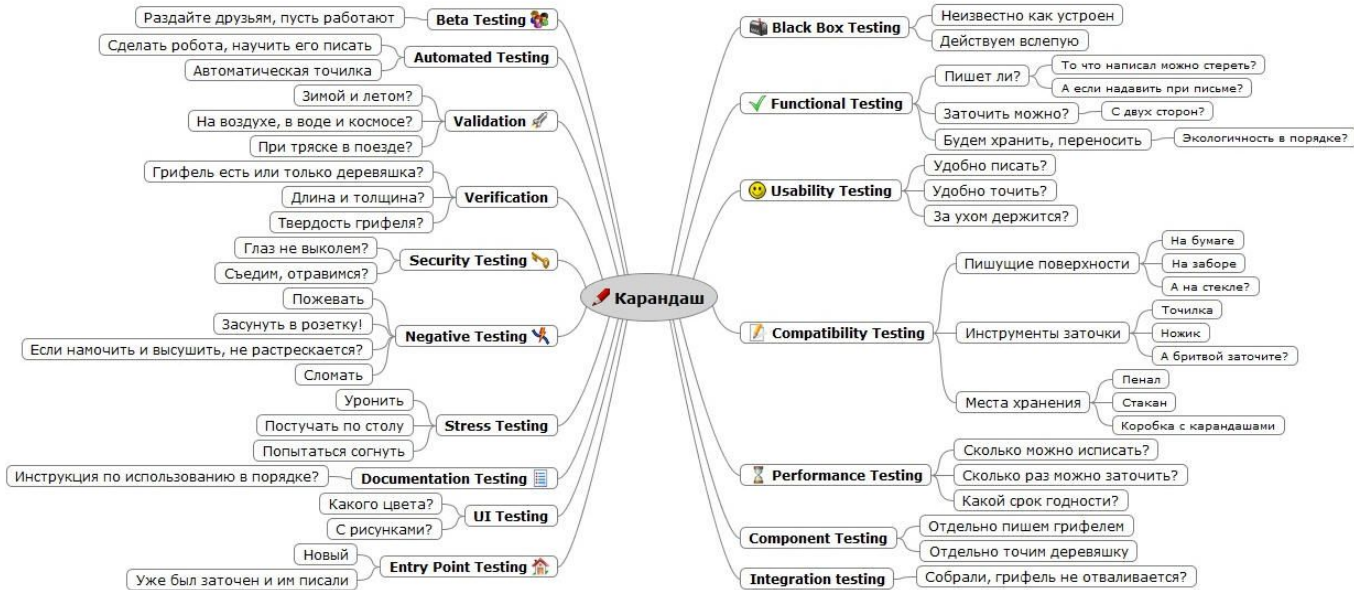 Карандаш
Beta Testing
Раздайте друзьям, пусть работают
Automated Testing
Сделать робота, научить его писать
Автоматическая точилка
Validation
Зимой и летом?
На воздухе, в воде и космосе?
При тряске в поезде?
Verification
Грифель есть или только деревяшка?
Длина и толщина?
Твердость грифеля?
Security Testing
Глаз не выколем?
Съедим, отравимся?
Negative Testing
Пожевать
Засунуть в розетку!
Если намочить и высушить, не растрескается?
Сломать
Stress Testing
Уронить
Постучать по столу
Попытаться согнуть
Documentation Testing
Инструкция по использованию в порядке?
UI Testing
Какого цвета?
С рисунками?
Entry Point Testing
Новый
Уже был заточен и им писали
Black Box Testing
Неизвестно как устроен
Действуем вслепую
Functional Testing
Пишет ли?
То что написал можно стереть?
А если надавить при письме?
Заточить можно?
С двух сторон?
Будем хранить, переносить
Экологичность в порядке?
Usability Testing
Удобно писать?
Удобно точить?
За ухом держится?
Compatibility Testing
Пишущие поверхности
На бумаге
На заборе
А на стекле?
Инструменты заточки
Точилка
Ножик
А бритвой заточите?
Места хранения
Пенал
Стакан
Коробка с карандашами
Performance Testing
Сколько можно исписать?
Сколько раз можно заточить?
Какой срок годности?
Component Testing
Отдельно пишем грифелем
Отдельно точим деревяшку
Integration testing
Собрали, грифель не отваливается?